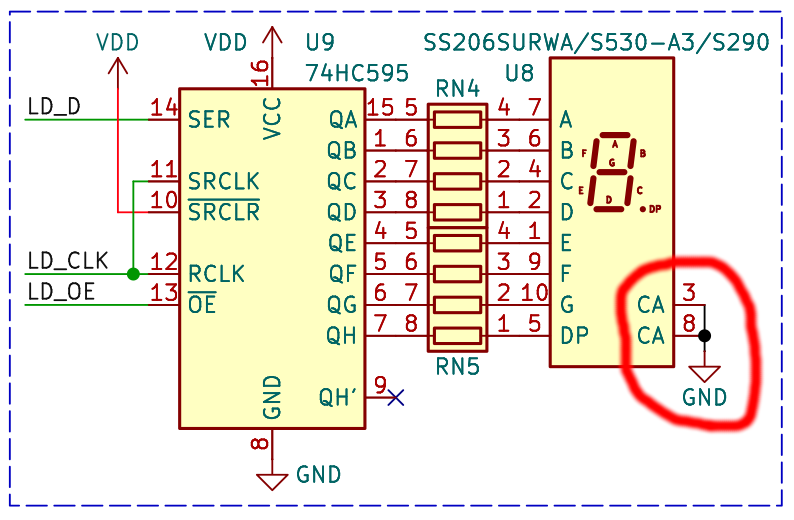 VDD
VDD
U9
SS206SURWA/S530-A3/S290
74HC595
U8
16
RN4
LD_D
14
SER
VCC
QA
15
5
4
7
A
QB
1
6
3
6
B
11
SRCLK
QC
2
7
2
4
C
10
SRCLR
QD
3
8
1
2
D
QE
4
5
4
1
E
LD_CLK
12
RCLK
QF
5
6
3
9
F
LD_OE
13
OE
QG
6
7
2
10
G
CA
3
QH
7
8
1
5
DP
CA
8
A
F
B
G
E
C
D
DP
RN5
GND
QH'
9
GND
8
GND